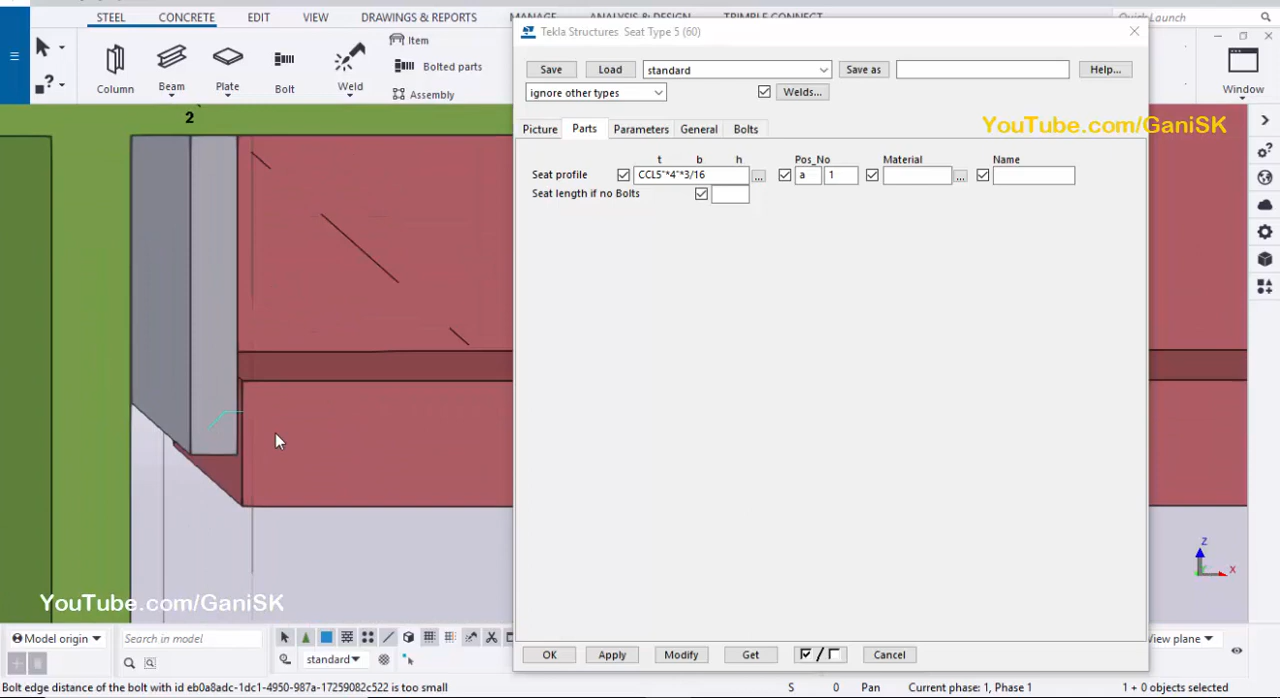 STEEL CONCRETE EDIT VIEW DRAWINGS & REPORTS MANAGE ANALYSIS & DESIGN TRIMBLE CONNECT Quick Launch
Tekla Structures Seat Type 5 (60)
Column Beam Plate Bolt Weld
Item
Bolted parts
Assembly
Window
Save Load standard Save as Help...
ignore other types Welds...
Picture Parts Parameters General Bolts
YouTube.com/GaniSK
2
t b h Pos_No Material Name
Seat profile CCL5"*4"*3/16 ... a 1 ...
Seat length if no Bolts
Z
X
YouTube.com/GaniSK
Model origin Search in model
standard
View plane
OK Apply Modify Get / Cancel
Bolt edge distance of the bolt with id eb0a8adc-1dc1-4950-987a-17259082c522 is too small S 0 Pan Current phase: 1, Phase 1 1 + 0 objects selected